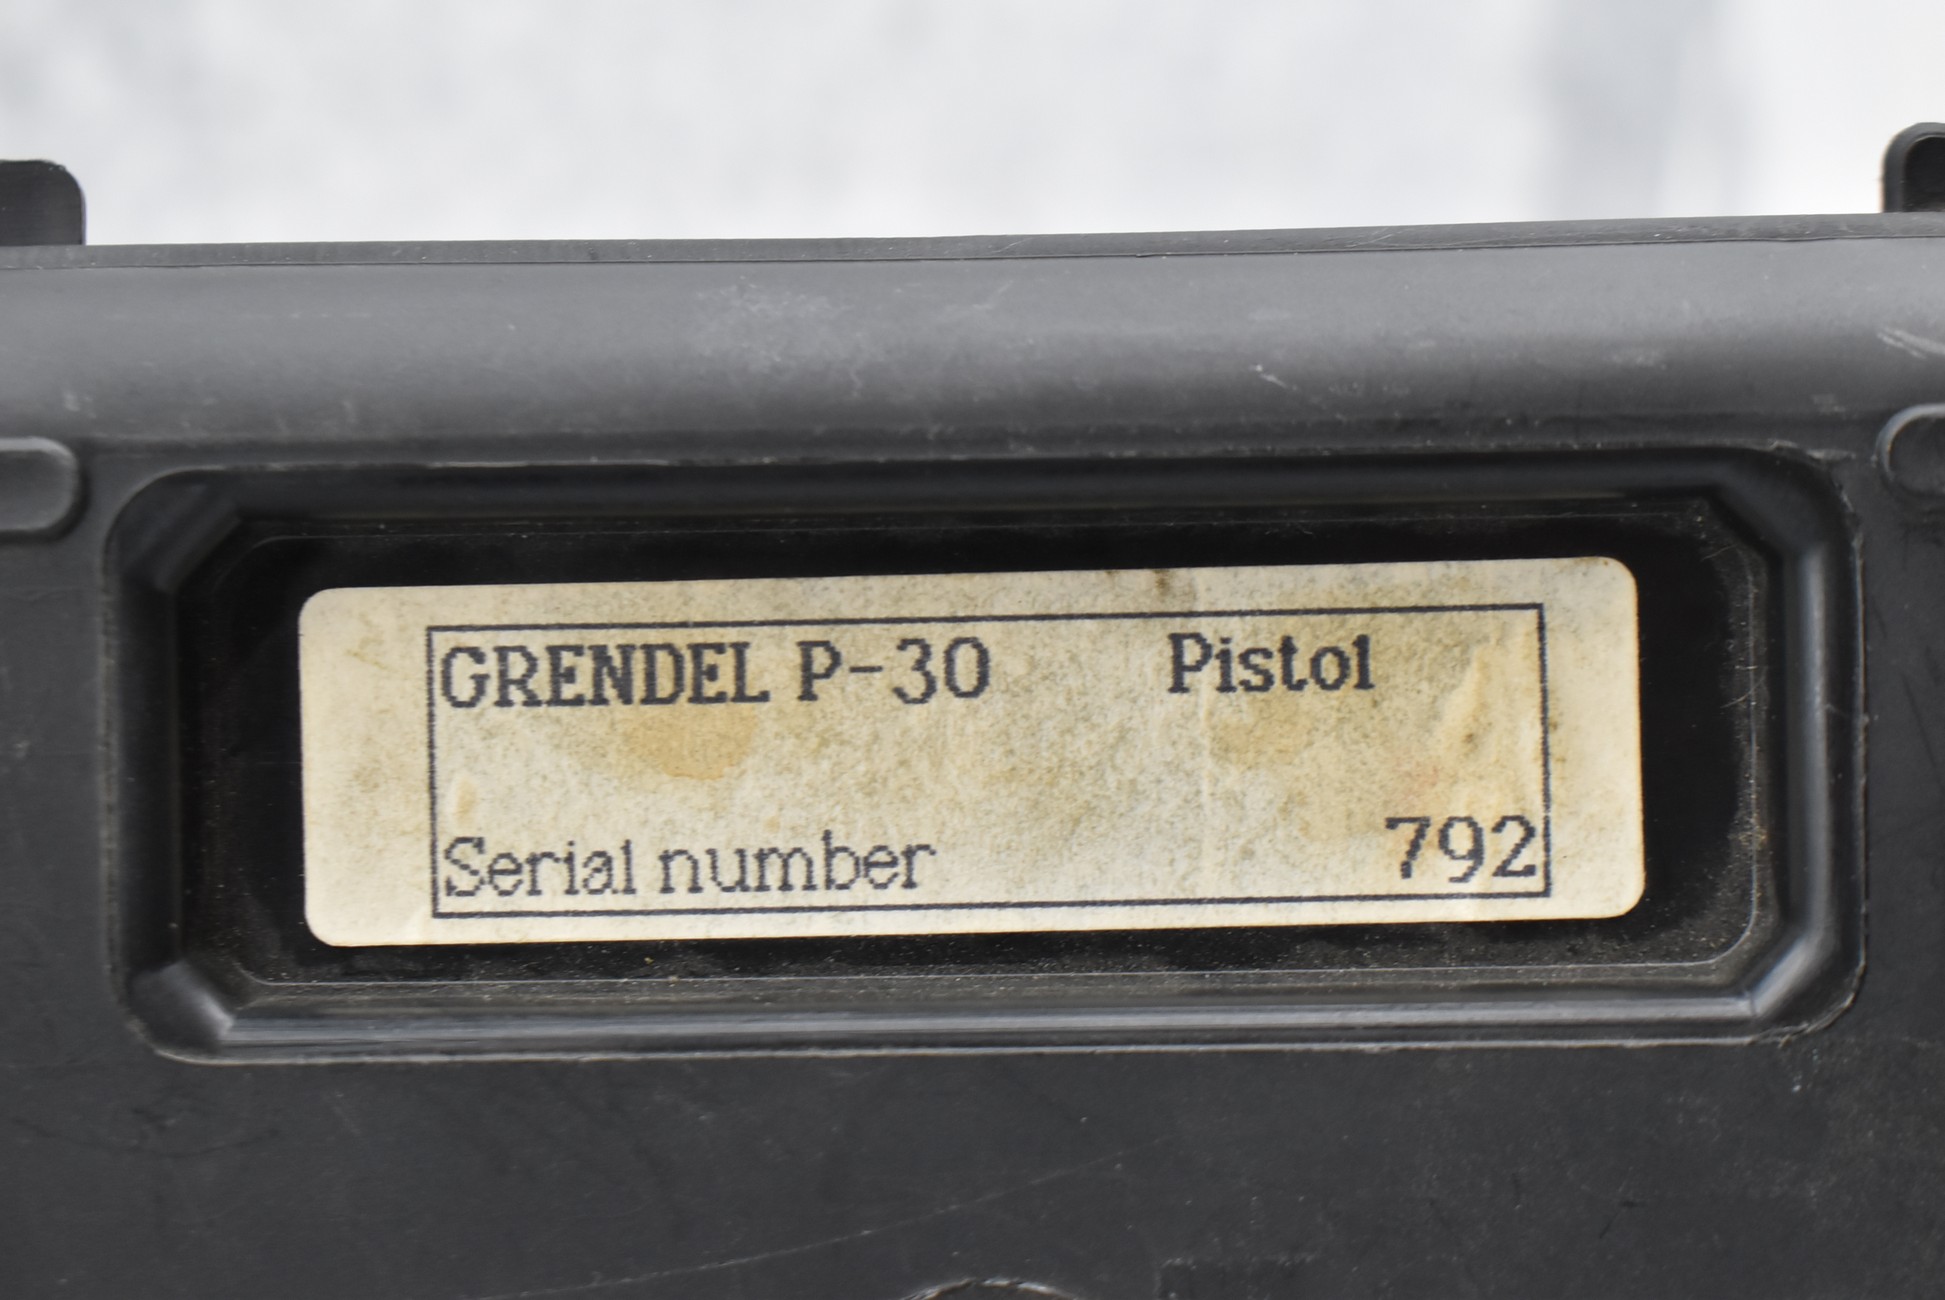 GRENDEL P-30 Pistol
Serial number 792